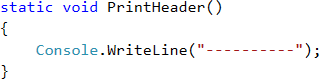 static void PrintHeader()
{
    Console.WriteLine("----------");
}